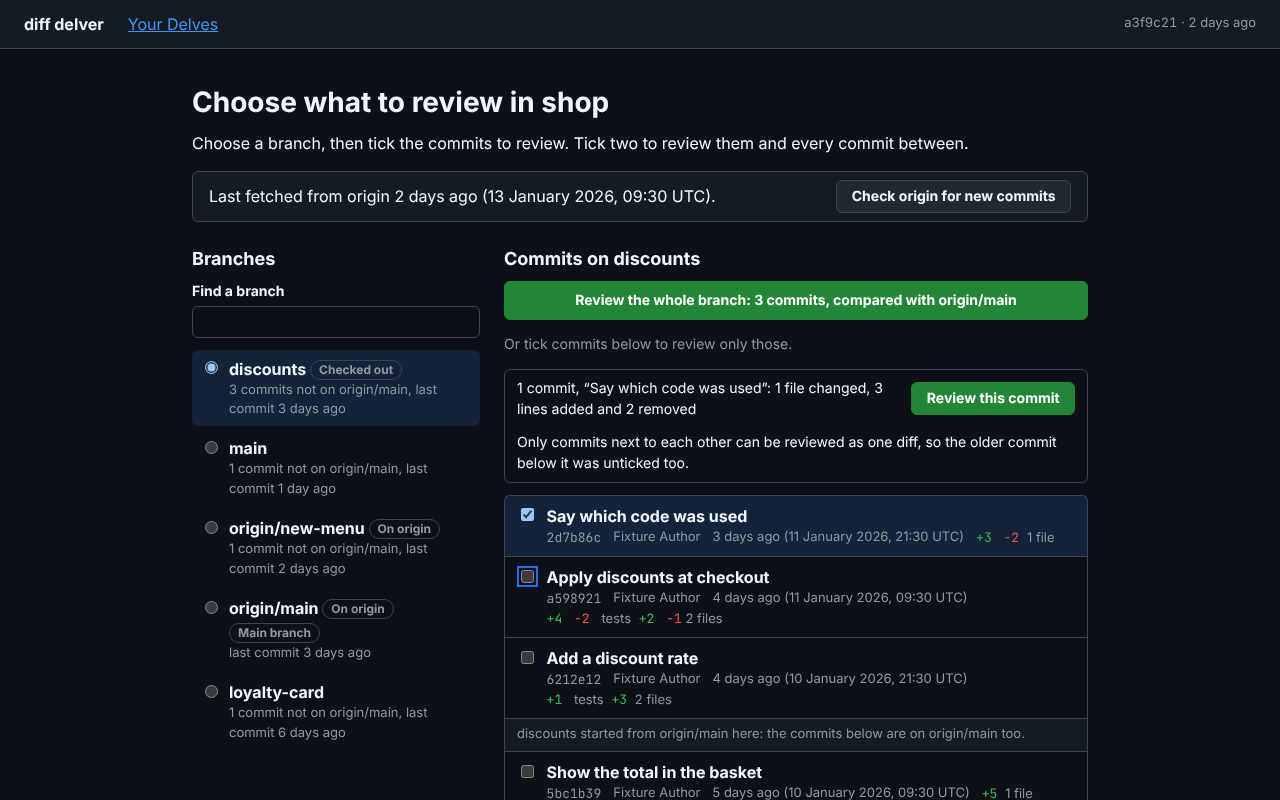 diff delver
Your Delves
a3f9c21 · 2 days ago
Choose what to review in shop
Choose a branch, then tick the commits to review. Tick two to review them and every commit between.
Last fetched from origin 2 days ago (13 January 2026, 09:30 UTC).
Check origin for new commits
Branches
Find a branch
discounts Checked out
3 commits not on origin/main, last
commit 3 days ago
main
1 commit not on origin/main, last
commit 1 day ago
origin/new-menu On origin
1 commit not on origin/main, last
commit 2 days ago
origin/main On origin
Main branch
last commit 3 days ago
loyalty-card
1 commit not on origin/main, last
commit 6 days ago
Commits on discounts
Review the whole branch: 3 commits, compared with origin/main
Or tick commits below to review only those.
1 commit, “Say which code was used”: 1 file changed, 3
lines added and 2 removed
Review this commit
Only commits next to each other can be reviewed as one diff, so the older commit
below it was unticked too.
Say which code was used
2d7b86c Fixture Author 3 days ago (11 January 2026, 21:30 UTC) +3 -2 1 file
Apply discounts at checkout
a598921 Fixture Author 4 days ago (11 January 2026, 09:30 UTC)
+4 -2 tests +2 -1 2 files
Add a discount rate
6212e12 Fixture Author 4 days ago (10 January 2026, 21:30 UTC)
+1 tests +3 2 files
discounts started from origin/main here: the commits below are on origin/main too.
Show the total in the basket
5bc1b39 Fixture Author 5 days ago (10 January 2026, 09:30 UTC) +5 1 file